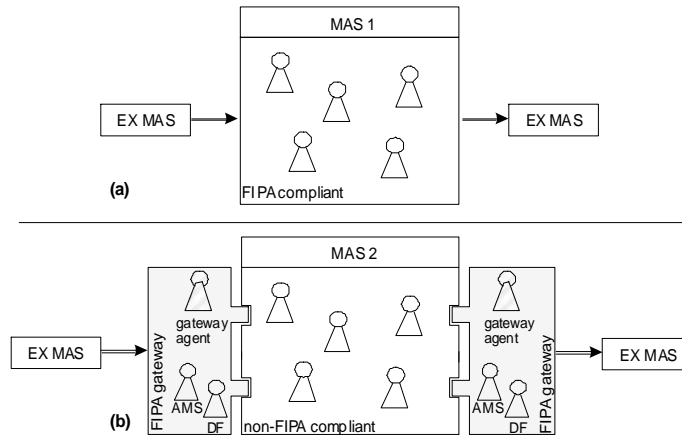 MAS 1
EX MAS
EX MAS
(a)
FIPA compliant
MAS 2
gateway
agent
gateway
agent
FIPA gateway
EX MAS
FIPA gateway
EX MAS
AMS
DF
AMS
DF
(b)
non-FIPA compliant